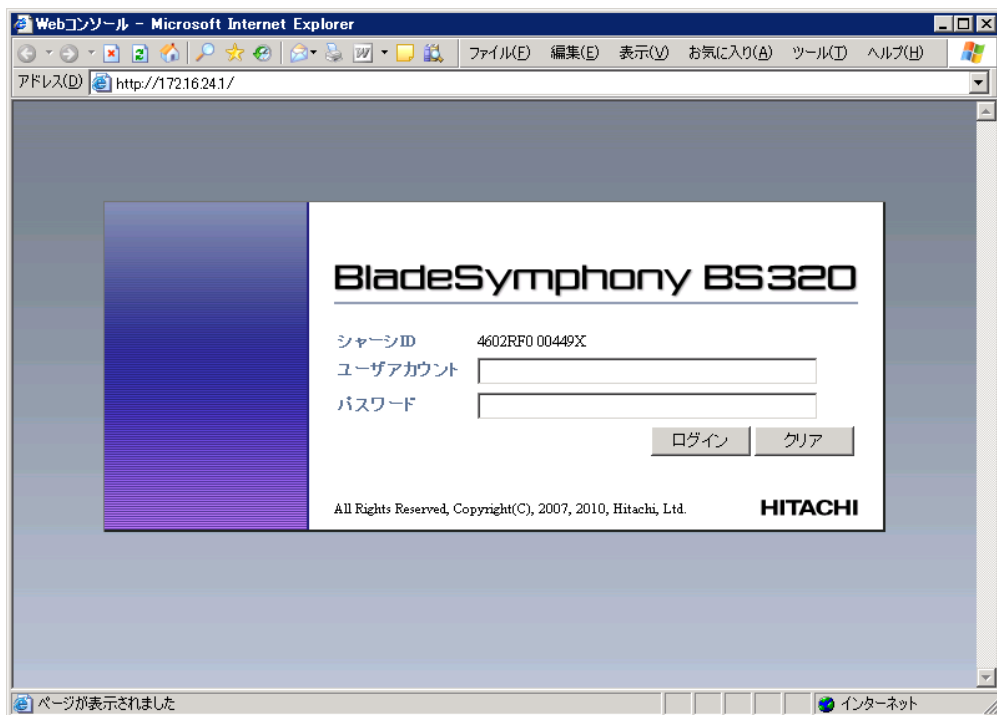 Webコンソール - Microsoft Internet Explorer
ファイル(F) 編集(E) 表示(V) お気に入り(A) ツール(T) ヘルプ(H)
アドレス(D) http://172.16.24.1/
BladeSymphony BS320
シャーシID 4602RF0 00449X
ユーザアカウント
パスワード
ログイン クリア
All Rights Reserved, Copyright(C), 2007, 2010, Hitachi, Ltd. HITACHI
ページが表示されました インターネット